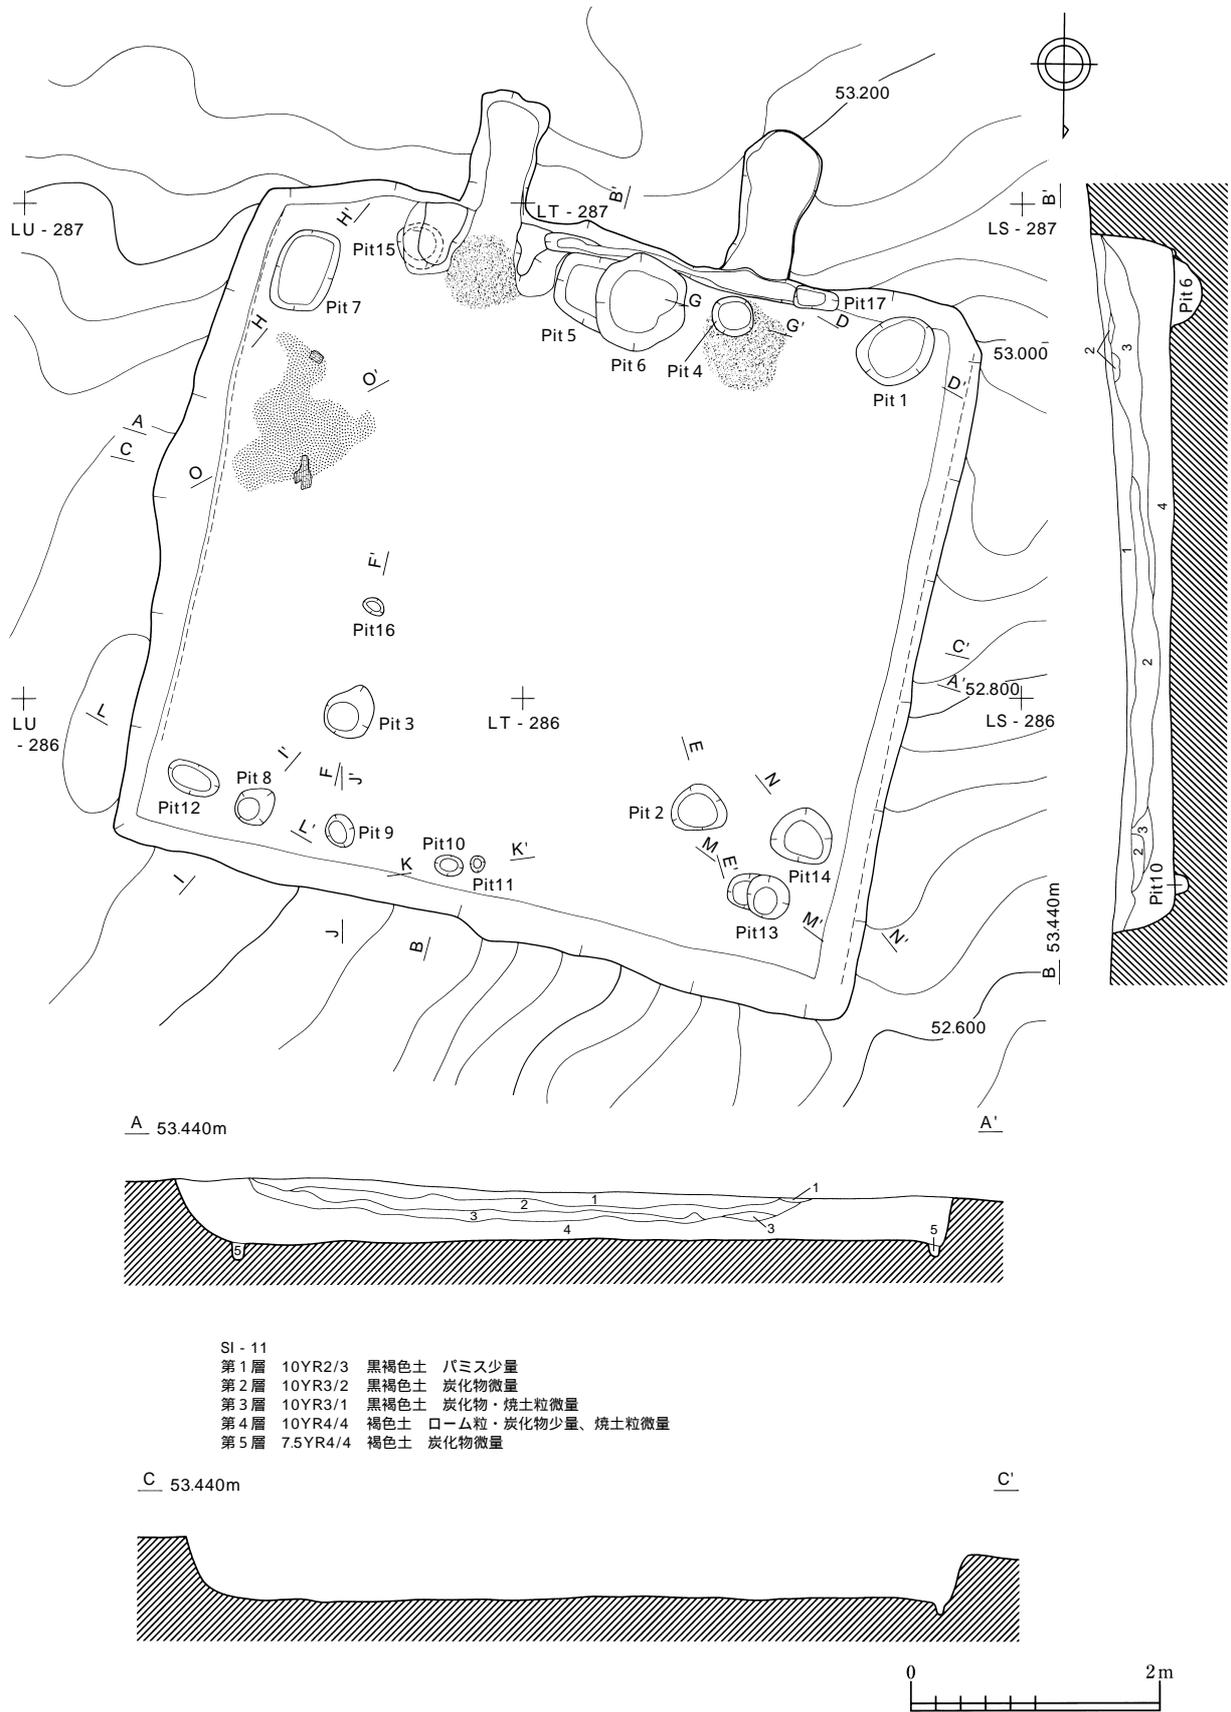 53.200
LU - 287
H'
Pit15
LT - 287
B'
LS - 287
B'
Pit 7
H
Pit 5
Pit 6
Pit 4
G
G'
D
Pit17
Pit 1
D'
53.000
Pit 6
2
3
A
C
O
O'
4
1
2
F'
Pit16
LU
- 286
L
Pit 3
LT - 286
C'
A'
52.800
LS - 286
I'
F
J'
E
N
Pit12
Pit 8
L'
Pit 9
Pit10
Pit11
K
K'
Pit 2
M
E'
Pit14
Pit13
M'
N'
3
2
Pit10
I
J
B
B 53.440m
52.600
A 53.440m
A'
1
2
3
4
1
3
5
5
SI - 11
第1層 10YR2/3 黒褐色土 パミス少量
第2層 10YR3/2 黒褐色土 炭化物微量
第3層 10YR3/1 黒褐色土 炭化物・焼土粒微量
第4層 10YR4/4 褐色土 ローム粒・炭化物少量、焼土粒微量
第5層 7.5YR4/4 褐色土 炭化物微量
C 53.440m
C'
0
2m